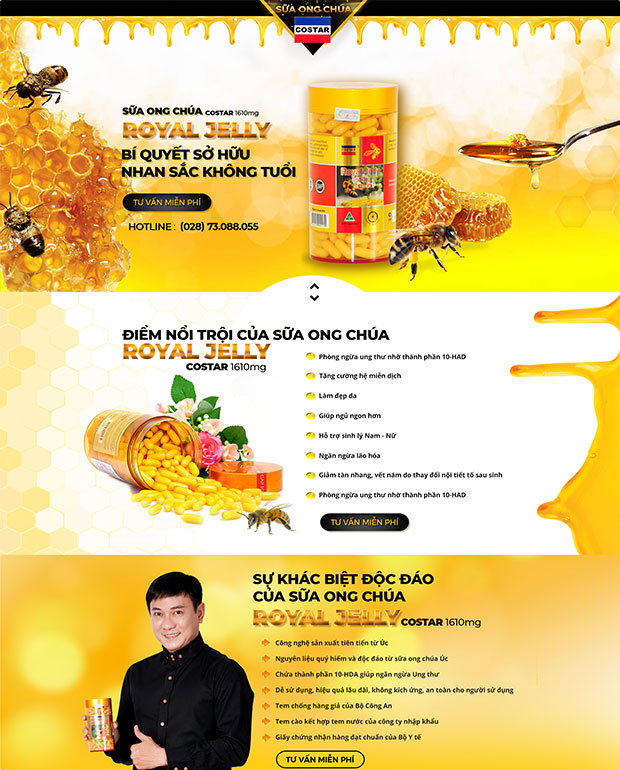 SỮA ONG CHÚA
COSTAR
SỮA ONG CHÚA COSTAR 1610mg
ROYAL JELLY
BÍ QUYẾT SỞ HỮU
NHAN SẮC KHÔNG TUỔI
TƯ VẤN MIỄN PHÍ
HOTLINE : (028) 73.088.055
ĐIỂM NỔI TRỘI CỦA SỮA ONG CHÚA
ROYAL JELLY
COSTAR 1610mg
Phòng ngừa ung thư nhờ thành phần 10-HAD
Tăng cường hệ miễn dịch
Làm đẹp da
Giúp ngủ ngon hơn
Hỗ trợ sinh lý Nam - Nữ
Ngăn ngừa lão hóa
Giảm tàn nhang, vết nám do thay đổi nội tiết tố sau sinh
Phòng ngừa ung thư nhờ thành phần 10-HAD
TƯ VẤN MIỄN PHÍ
SỰ KHÁC BIỆT ĐỘC ĐÁO
CỦA SỮA ONG CHÚA
ROYAL JELLY COSTAR 1610mg
Công nghệ sản xuất tiên tiến từ Úc
Nguyên liệu quý hiếm và độc đáo từ sữa ong chúa Úc
Chứa thành phần 10-HDA giúp ngăn ngừa Ung thư
Dễ sử dụng, hiệu quả lâu dài, không kích ứng, an toàn cho người sử dụng
Tem chống hàng giả của Bộ Công An
Tem cào kết hợp tem nước của công ty nhập khẩu
Giấy chứng nhận hàng đạt chuẩn của Bộ Y tế
TƯ VẤN MIỄN PHÍ